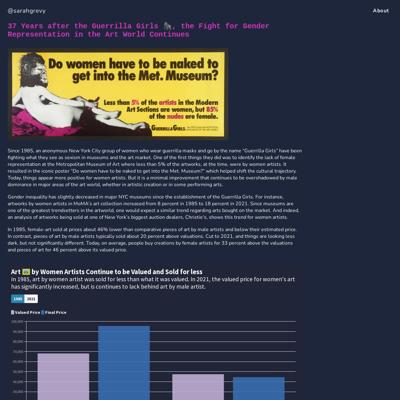 @sarahgrevy
About
37 Years after the Guerrilla Girls 🦍, the Fight for Gender
Representation in the Art World Continues
Do women have to be naked to
get into the Met. Museum?
Less than 5% of the artists in the Modern
Art Sections are women, but 85%
of the nudes are female.
GUERRILLA GIRLS
Since 1985, an anonymous New York City group of women who wear guerrilla masks and go by the name "Guerilla Girls" have been
fighting what they see as sexism in museums and the art market. One of the first things they did was to identify the lack of female
representation at the Metropolitan Museum of Art where less than 5% of the artworks, at the time, were by women artists. It
resulted in the iconic poster "Do women have to be naked to get into the Met. Museum?" which helped shift the cultural trajectory.
Today, things appear more positive for women artists. But it is a minimal improvement that continues to be overshadowed by male
dominance in major areas of the art world, whether in artistic creation or in some performing arts.
Gender inequality has slightly decreased in major NYC museums since the establishment of the Guerrilla Girls. For instance,
artworks by women artists in MoMA's art collection increased from 8 percent in 1985 to 18 percent in 2021. Since museums are
one of the greatest trendsetters in the artworld, one would expect a similar trend regarding arts bought on the market. And indeed,
an analysis of artworks being sold at one of New York's biggest auction dealers, Christie's, shows this trend for women artists.
In 1985, female-art sold at prices about 46% lower than comparative pieces of art by male artists and below their estimated price.
In contrast, pieces of art by male artists typically sold about 20 percent above valuations. Cut to 2021, and things are looking less
dark, but not significantly different. Today, on average, people buy creations by female artists for 33 percent above the valuations
and pieces of art for 46 percent above its valued price.
Art by Women Artists Continue to be Valued and Sold for less
In 1985, art by women artist was sold for less than what it was valued. In 2021, the valued price for women's art
has significantly increased, but is continues to lack behind art by male artist.
1985 2021
Valued Price Final Price
100,000
90,000
80,000
70,000
60,000
50,000
40,000
30,000